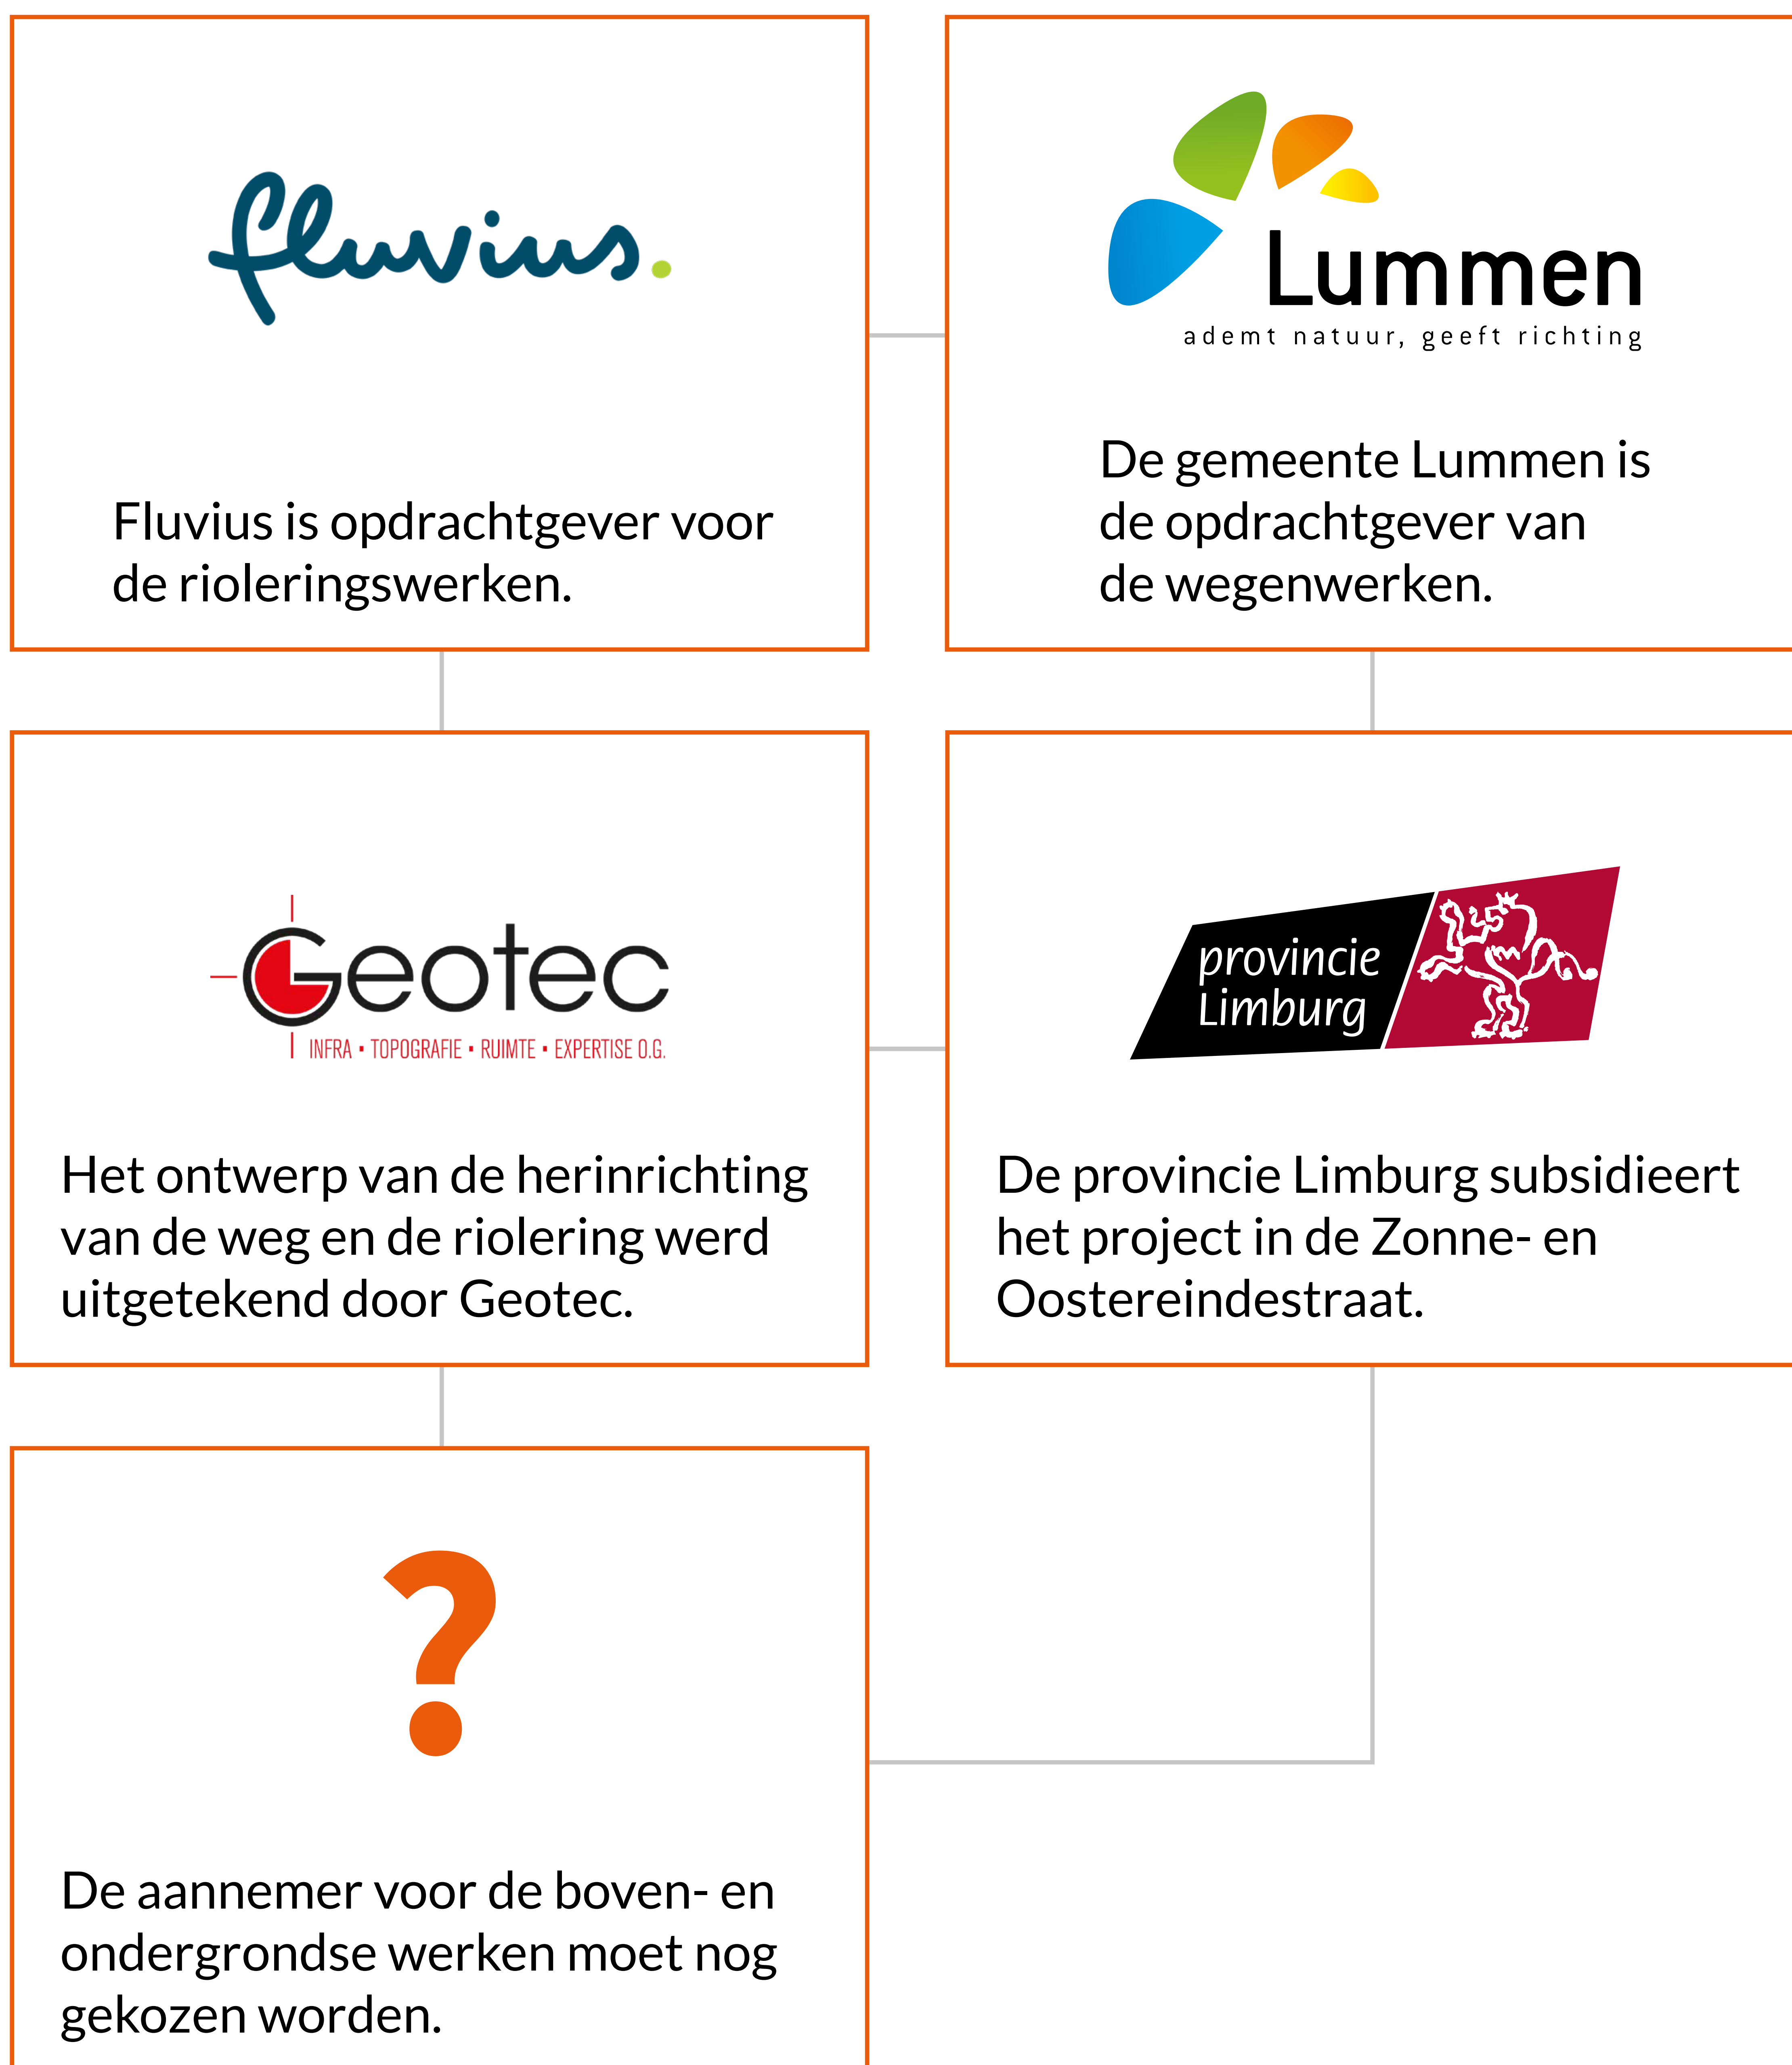 fluvius.
Fluvius is opdrachtgever voor
de rioleringswerken.
Lummen
ademt natuur, geeft richting
De gemeente Lummen is
de opdrachtgever van
de wegenwerken.
Geotec
INFRA ▪ TOPOGRAFIE ▪ RUIMTE ▪ EXPERTISE O.G.
Het ontwerp van de herinrichting
van de weg en de riolering werd
uitgetekend door Geotec.
provincie
Limburg
De provincie Limburg subsidieert
het project in de Zonne- en
Oostereindestraat.
?
De aannemer voor de boven- en
ondergrondse werken moet nog
gekozen worden.